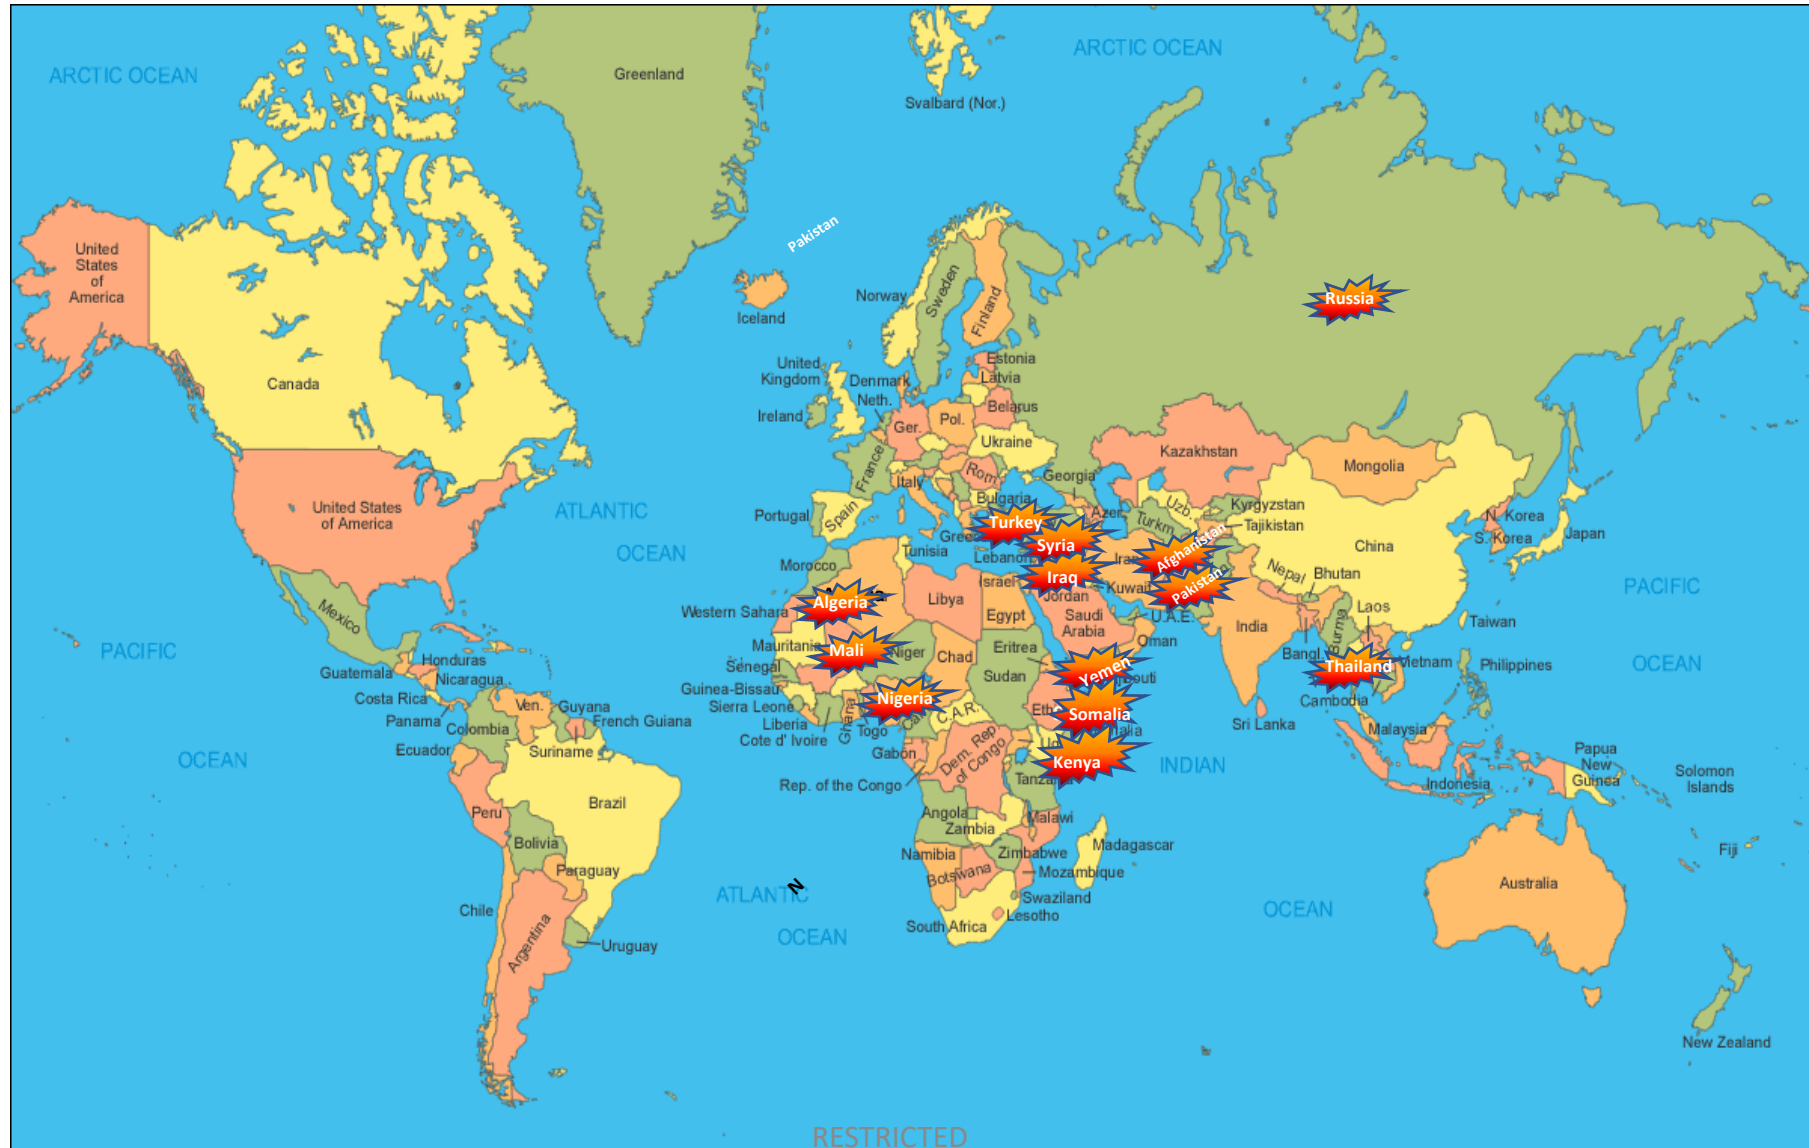 ARCTIC OCEAN
ARCTIC OCEAN
Greenland
Svalbard (Nor.)
Pakistan
United
States
of
America
Russia
Iceland
Norway
Sweden
Finland
Canada
United
Kingdom
Denmark
Neth.
Ireland
Estonia
Latvia
Belarus
Ger.
Pol.
Ukraine
France
Rom.
Italy
Bulgaria
Georgia
Kazakhstan
Mongolia
Portugal
Spain
Azer.
Uzb.
Turkm.
Kyrgyzstan
Tajikistan
N. Korea
S. Korea
Japan
China
United States
of America
ATLANTIC
OCEAN
Turkey
Greece
Syria
Lebanon
Iraq
Iran
Afghanistan
Pakistan
Tunisia
Morocco
Algeria
Libya
Israel
Jordan
Egypt
Kuwait
Saudi
Arabia
U.A.E.
Oman
Nepal
Bhutan
India
Bangl.
Burma
Laos
Taiwan
PACIFIC
OCEAN
Western Sahara
Mauritania
Mali
Niger
Chad
Sudan
Eritrea
Yemen
Thailand
Vietnam
Philippines
Cambodia
Mexico
PACIFIC
OCEAN
Guatemala
Honduras
Nicaragua
Costa Rica
Panama
Ven.
Guyana
French Guiana
Suriname
Colombia
Ecuador
Senegal
Guinea-Bissau
Sierra Leone
Liberia
Cote d' Ivoire
Ghana
Togo
Nigeria
C.A.R.
Somalia
Kenya
Gabon
Dem. Rep
of Congo
Rep. of the Congo
Tanzania
INDIAN
OCEAN
Sri Lanka
Malaysia
Indonesia
Papua
New
Guinea
Solomon
Islands
Brazil
Peru
Bolivia
Paraguay
Chile
Argentina
Uruguay
Angola
Zambia
Malawi
Namibia
Botswana
Zimbabwe
Mozambique
Madagascar
Swaziland
Lesotho
South Africa
ATLANTIC
N
OCEAN
Australia
Fiji
New Zealand
RESTRICTED